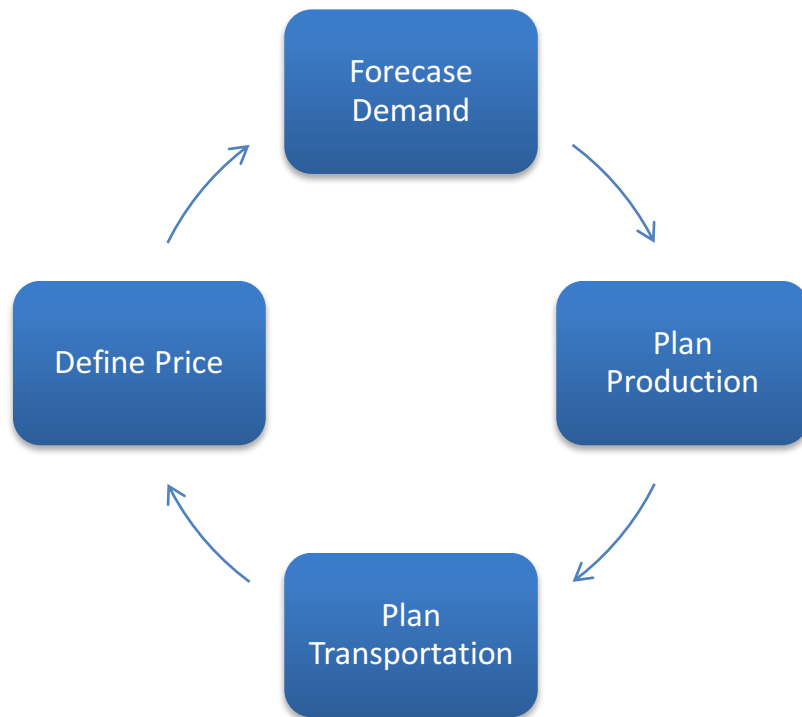 Forecase
Demand
Plan
Production
Plan
Transportation
Define Price